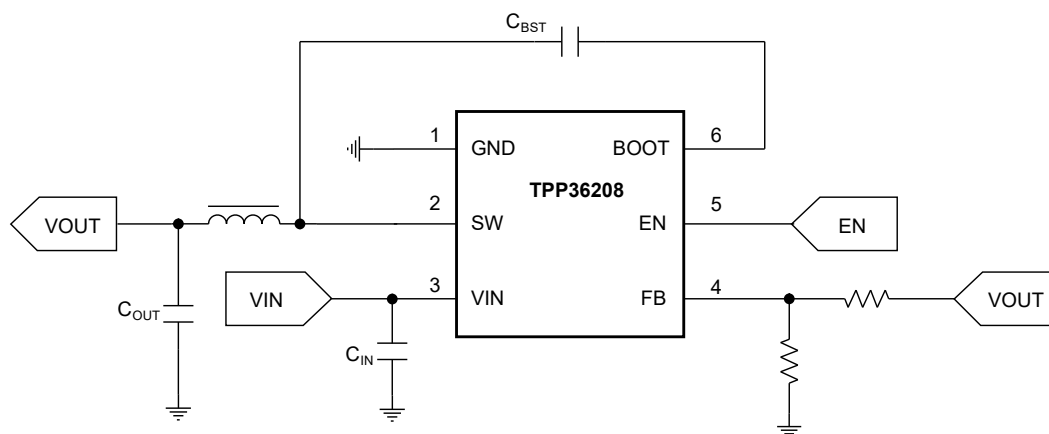 CBST
1
GND
BOOT
6
TPP36208
VOUT
2
SW
EN
5
EN
VIN
3
VIN
FB
4
VOUT
COUT
CIN